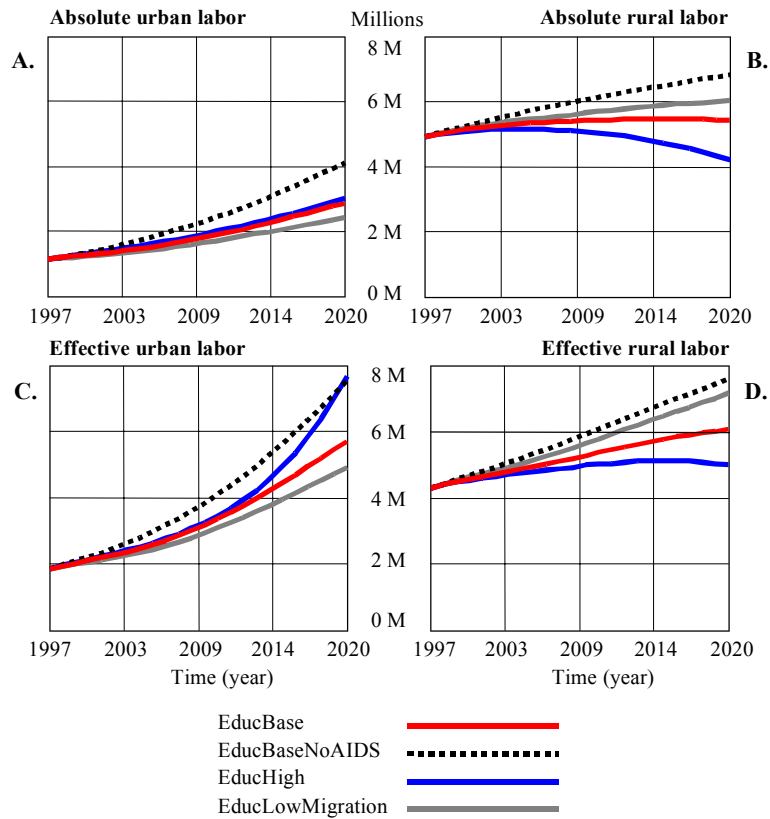 Absolute urban labor Millions Absolute rural labor
A. 8 M B.
6 M
4 M
2 M
0 M
1997 2003 2009 2014 2020 1997 2003 2009 2014 2020
Effective urban labor Effective rural labor
C. 8 M D.
6 M
4 M
2 M
0 M
1997 2003 2009 2014 2020 1997 2003 2009 2014 2020
Time (year) Time (year)
EducBase
EducBaseNoAIDS
EducHigh
EducLowMigration